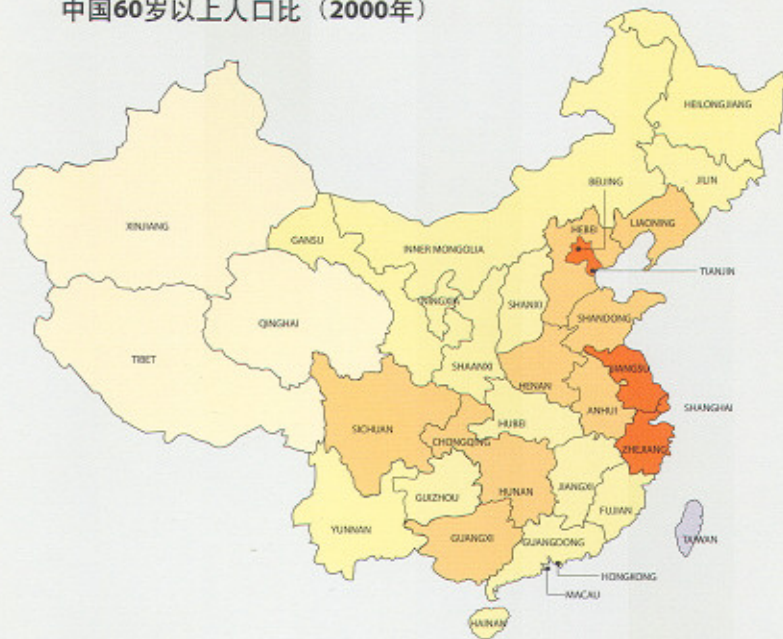 中国60岁以上人口比（2000年）
HEILONGJIANG
JILIN
BEIJING
LIAONING
HEBEI
XINJIANG
GANSU
INNER MONGOLIA
TIANJIN
NINGXIA
SHANXI
QINGHAI
SHANDONG
TIBET
SHAANXI
JIANGSU
HENAN
ANHUI
SHANGHAI
SICHUAN
HUBEI
CHONGQING
ZHEJIANG
GUIZHOU
HUNAN
JIANGXI
FUJIAN
YUNNAN
GUANGXI
GUANGDONG
TAIWAN
HONGKONG
MACAU
HAINAN